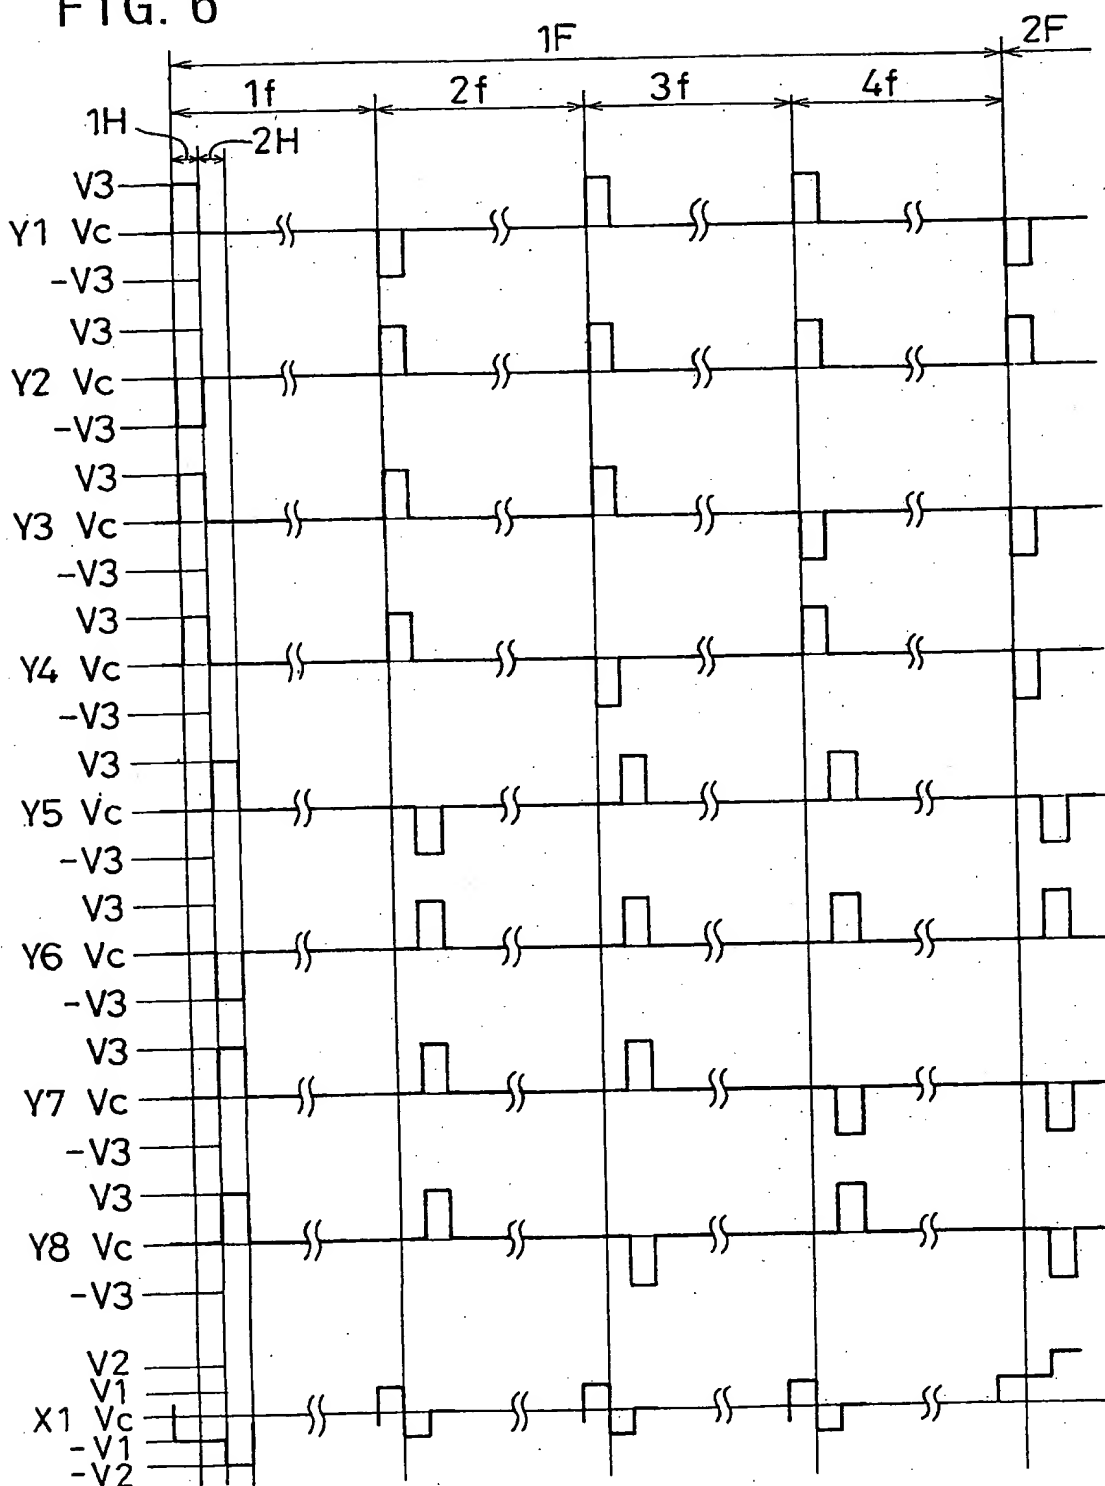 FIG. 6
1F 2F
1f 2f 3f 4f
1H 2H
V3
Y1 Vc
-V3
V3
Y2 Vc
-V3
V3
Y3 Vc
-V3
V3
Y4 Vc
-V3
V3
Y5 Vc
-V3
V3
Y6 Vc
-V3
V3
Y7 Vc
-V3
V3
Y8 Vc
-V3
V2
V1
X1 Vc
-V1
-V2